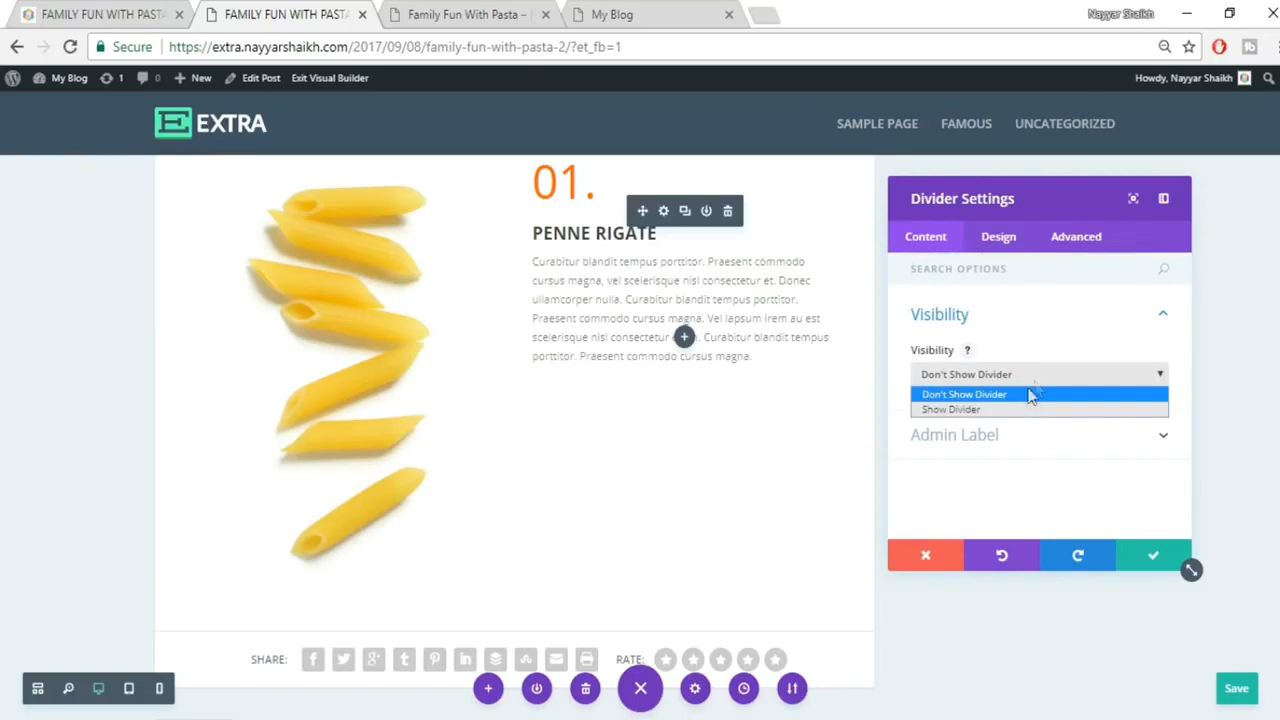 FAMILY FUN WITH PASTA
FAMILY FUN WITH PASTA
Family Fun With Pasta –
My Blog
Nayyar Shaikh
Secure
https://extra.nayyarshaikh.com/2017/09/08/family-fun-with-pasta-2/?et_fb=1
My Blog
1
0
New
Edit Post
Exit Visual Builder
Howdy, Nayyar Shaikh
EXTRA
SAMPLE PAGE
FAMOUS
UNCATEGORIZED
01.
PENNE RIGATE
Curabitur blandit tempus porttitor. Praesent commodo
cursus magna, vel scelerisque nisl consectetur et. Donec
ullamcorper nulla. Curabitur blandit tempus porttitor.
Praesent commodo cursus magna. Vel lapsum irem au est
scelerisque nisl consectetur . Curabitur blandit tempus
porttitor. Praesent commodo cursus magna.
Divider Settings
Content
Design
Advanced
SEARCH OPTIONS
Visibility
Visibility ?
Don't Show Divider
Don't Show Divider
Show Divider
Admin Label
SHARE:
RATE:
Save